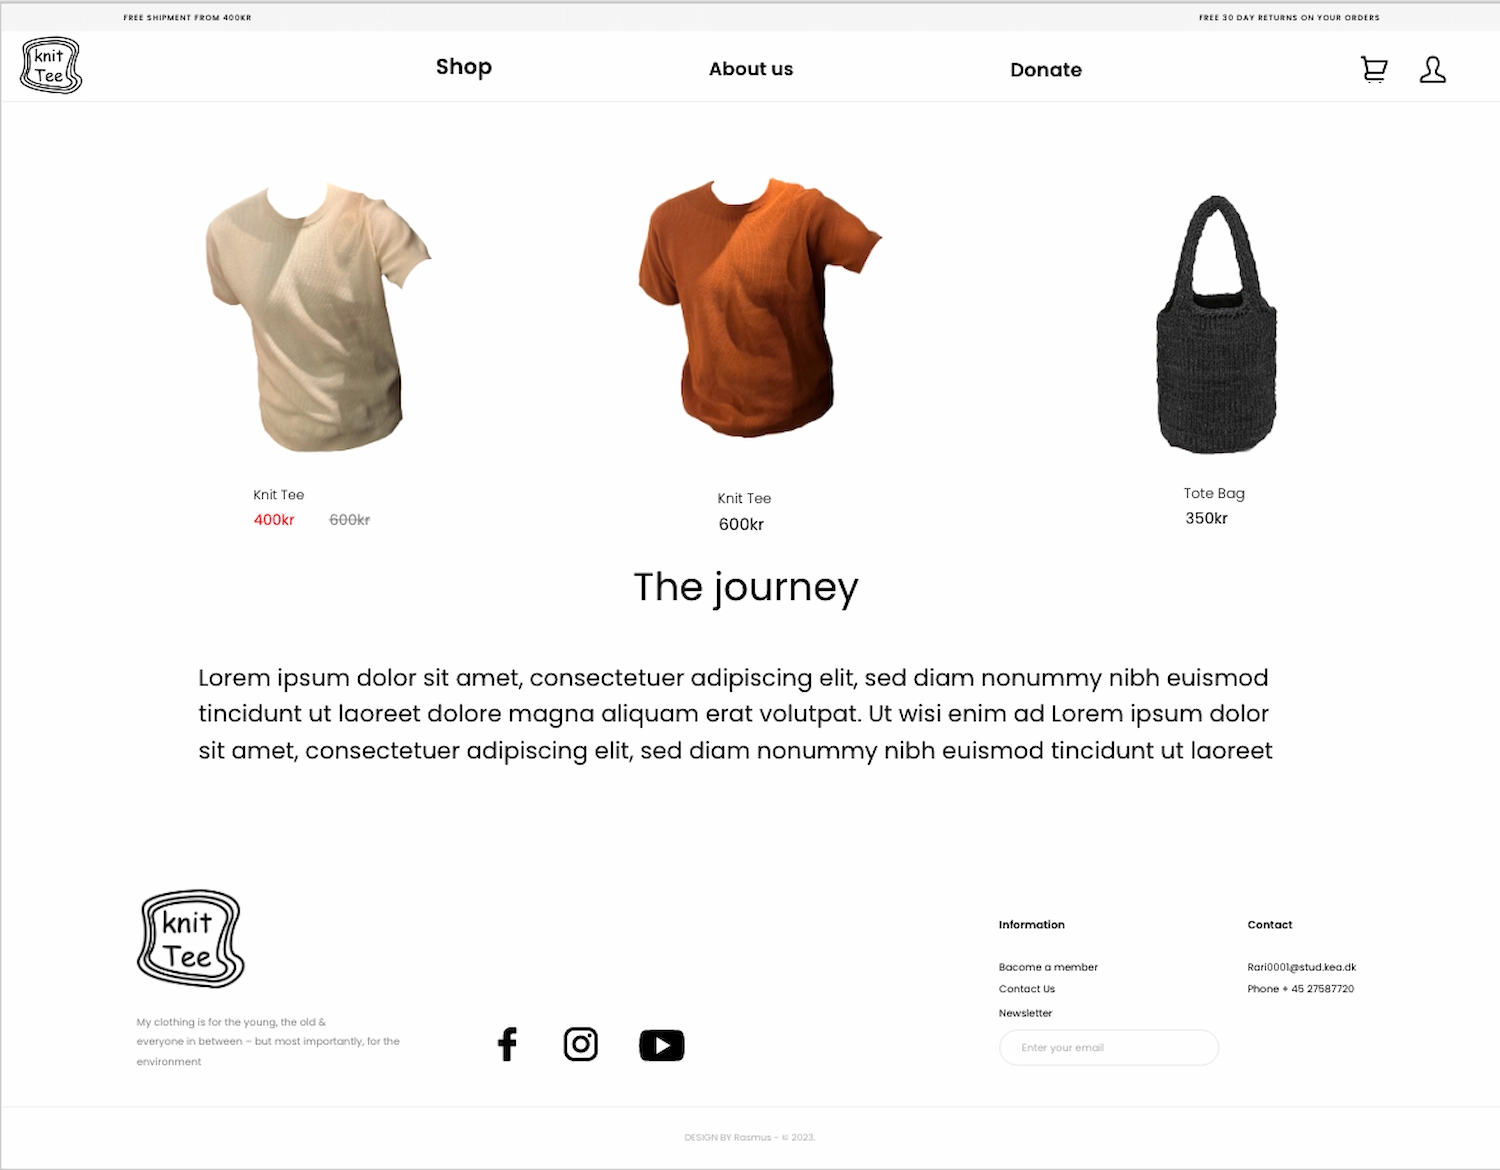 FREE SHIPMENT FROM 400KR
FREE 30 DAY RETURNS ON YOUR ORDERS
knit
Tee
Shop
About us
Donate
Knit Tee
400kr 600kr
Knit Tee
600kr
Tote Bag
350kr
The journey
Lorem ipsum dolor sit amet, consectetuer adipiscing elit, sed diam nonummy nibh euismod
tincidunt ut laoreet dolore magna aliquam erat volutpat. Ut wisi enim ad Lorem ipsum dolor
sit amet, consectetuer adipiscing elit, sed diam nonummy nibh euismod tincidunt ut laoreet
knit
Tee
My clothing is for the young, the old &
everyone in between – but most importantly, for the
environment
Information
Bacome a member
Contact Us
Newsletter
Enter your email
Contact
Rari0001@stud.kea.dk
Phone + 45 27587720
DESIGN BY Rasmus - © 2023.